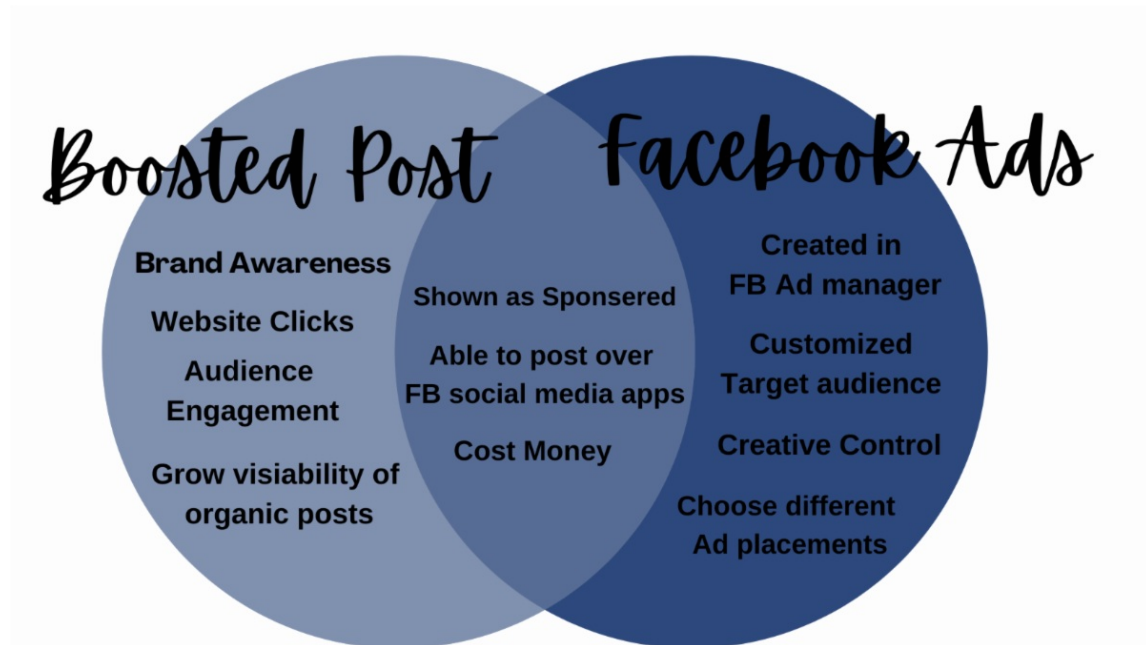 Boosted Post
Facebook Ads
Brand Awareness
Website Clicks
Audience
Engagement
Grow visiability of
organic posts
Shown as Sponsered
Able to post over
FB social media apps
Cost Money
Created in
FB Ad manager
Customized
Target audience
Creative Control
Choose different
Ad placements